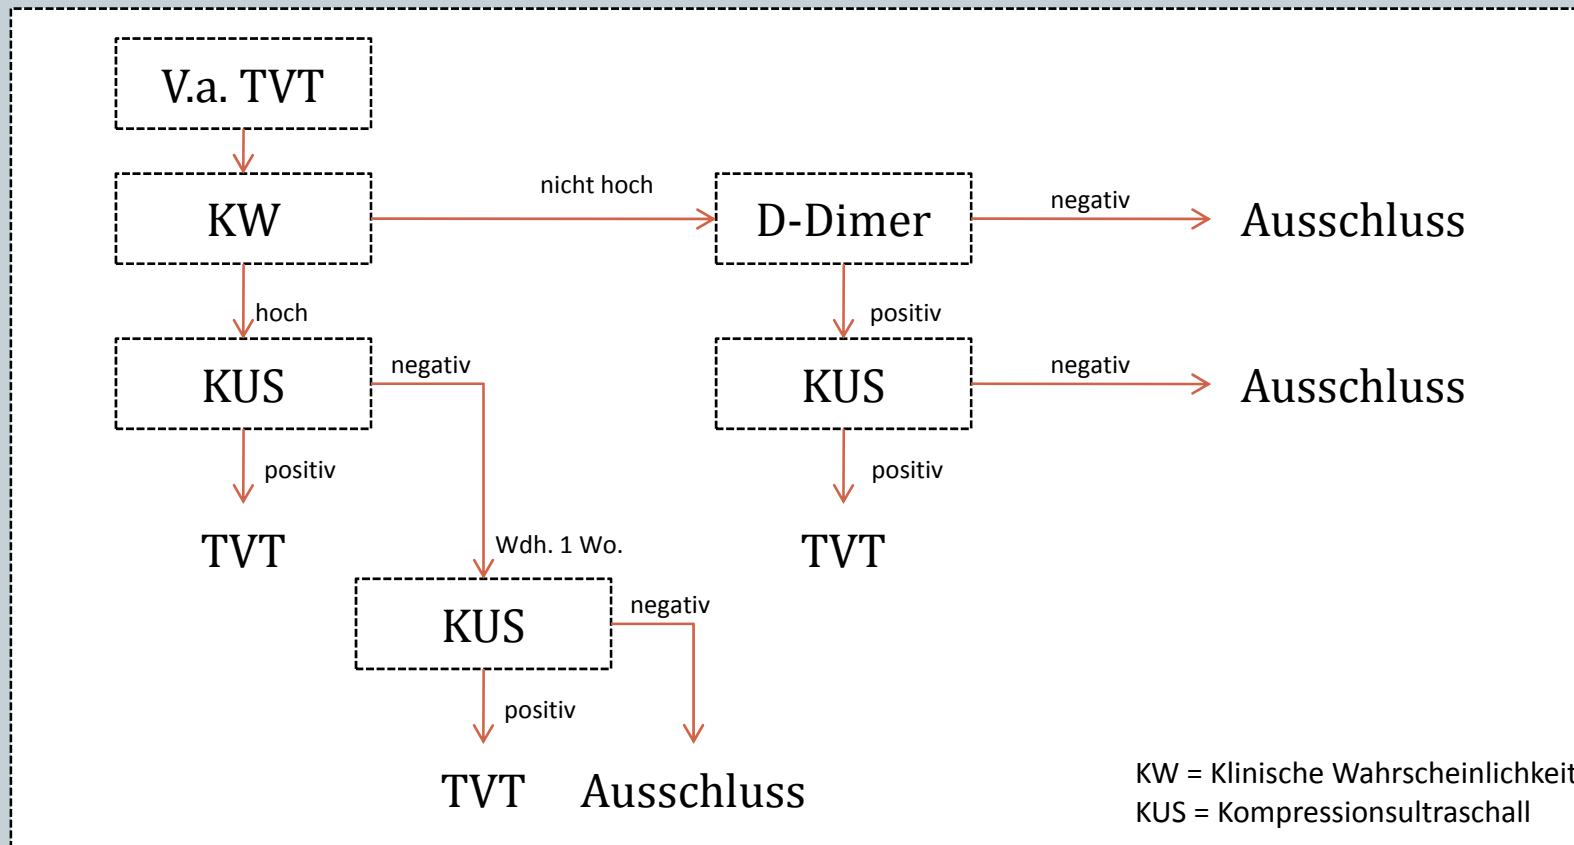 V.a. TVT
KW
nicht hoch
D-Dimer
negativ
Ausschluss
hoch
positiv
KUS
negativ
KUS
negativ
Ausschluss
positiv
positiv
TVT
Wdh. 1 Wo.
TVT
KUS
negativ
positiv
TVT
Ausschluss
KW = Klinische Wahrscheinlichkeit
KUS = Kompressionsultraschall